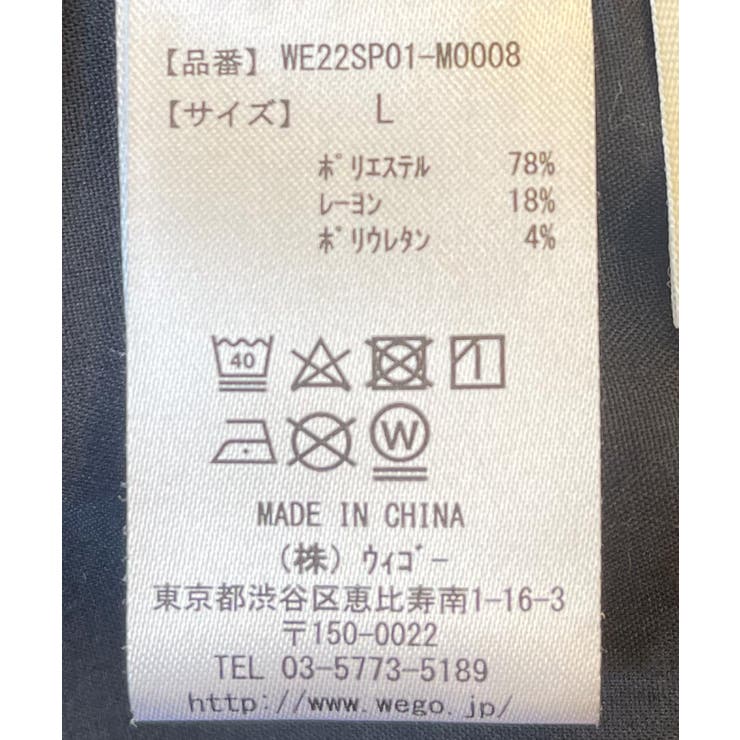 【品番】 WE22SP01-M0008
【サイズ】 L
ﾎﾟﾘｴｽﾃﾙ 78%
ﾚｰﾖﾝ 18%
ﾎﾟﾘｳﾚﾀﾝ 4%
40
W
MADE IN CHINA
(株) ｳｨｺﾞｰ
東京都渋谷区恵比寿南1-16-3
〒150-0022
TEL 03-5773-5189
http://www.wego.jp/